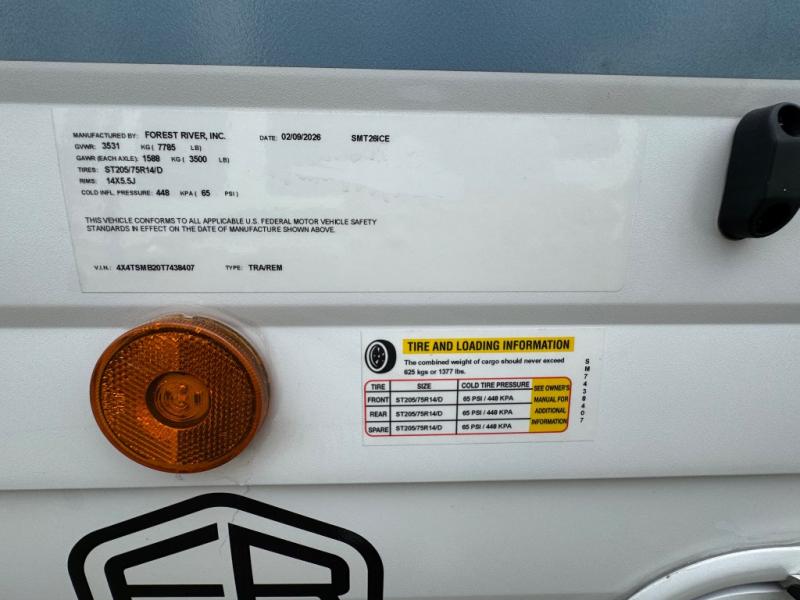 MANUFACTURED BY: FOREST RIVER, INC. DATE: 02/09/2026 SMT26ICE
GVWR: 3531 KG ( 7785 LB)
GAWR (EACH AXLE): 1588 KG ( 3500 LB)
TIRES: ST205/75R14/D
RIMS: 14X5.5J
COLD INFL. PRESSURE: 448 KPA ( 65 PSI )
THIS VEHICLE CONFORMS TO ALL APPLICABLE U.S. FEDERAL MOTOR VEHICLE SAFETY
STANDARDS IN EFFECT ON THE DATE OF MANUFACTURE SHOWN ABOVE.
V.I.N.: 4X4TSMB20T7438407 TYPE: TRA/REM
TIRE AND LOADING INFORMATION
The combined weight of cargo should never exceed
625 kgs or 1377 lbs.
TIRE SIZE COLD TIRE PRESSURE
FRONT ST205/75R14/D 65 PSI / 448 KPA
REAR ST205/75R14/D 65 PSI / 448 KPA
SPARE ST205/75R14/D 65 PSI / 448 KPA
SEE OWNER'S
MANUAL FOR
ADDITIONAL
INFORMATION
SM7438407
FR